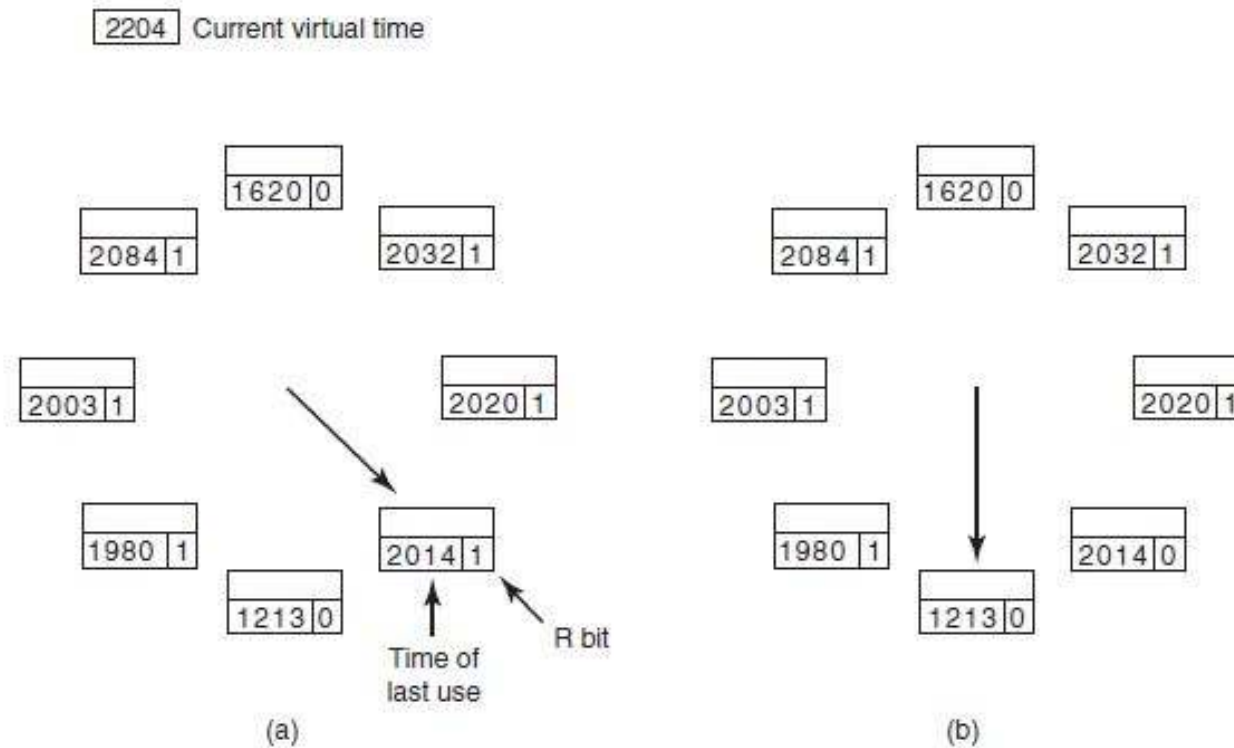 2204 Current virtual time
1620 0
1620 0
2084 1
2032 1
2084 1
2032 1
2003 1
2020 1
2003 1
2020 1
1980 1
2014 1
1980 1
2014 0
1213 0
1213 0
Time of
last use
R bit
(a)
(b)